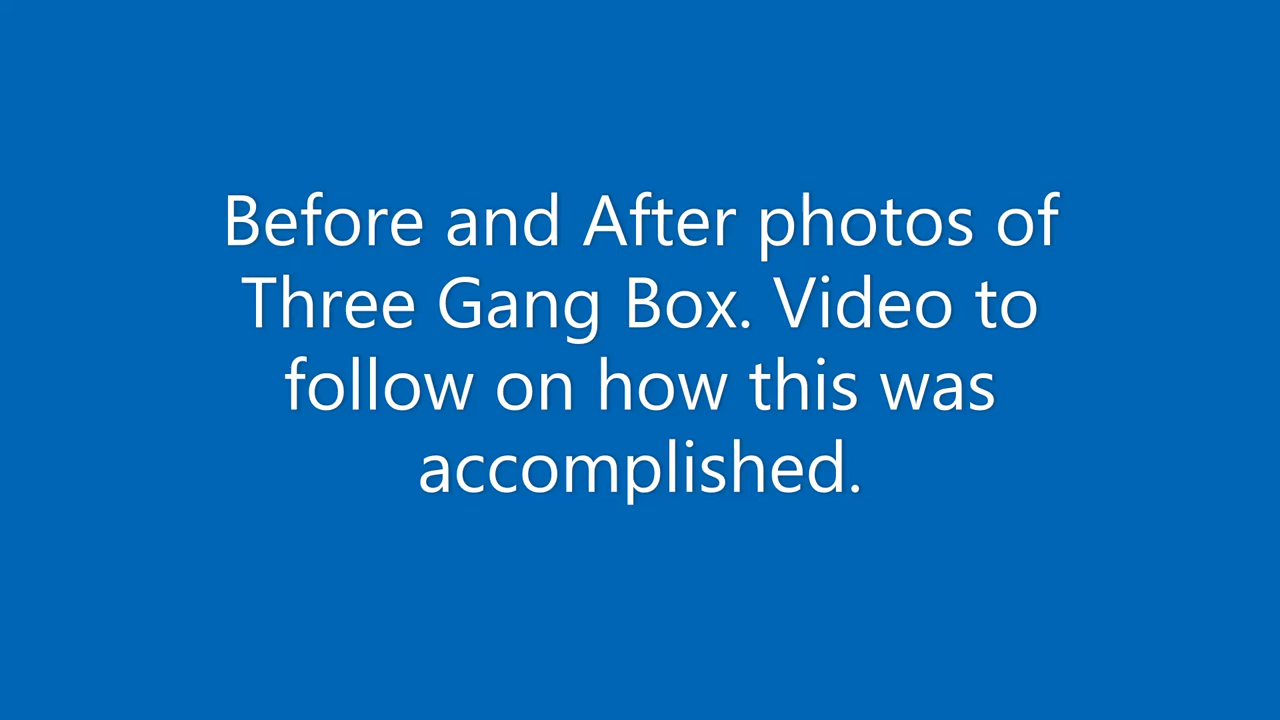 Before and After photos of
Three Gang Box. Video to
follow on how this was
accomplished.